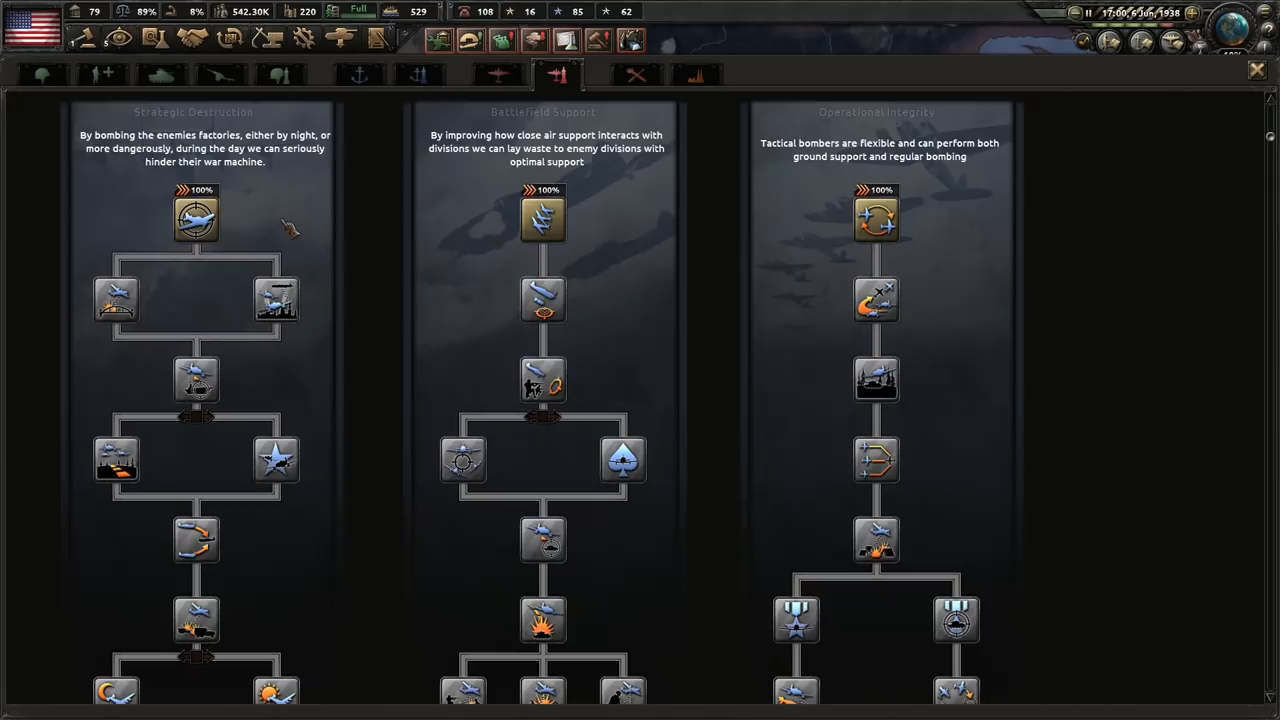 79 89% 8% 542.30K 220 Full 529 108 16 85 62 17:00, 6 Jun, 1938
1 5
Strategic Destruction
By bombing the enemies factories, either by night, or
more dangerously, during the day we can seriously
hinder their war machine.
100%
Battlefield Support
By improving how close air support interacts with
divisions we can lay waste to enemy divisions with
optimal support
100%
Operational Integrity
Tactical bombers are flexible and can perform both
ground support and regular bombing
100%